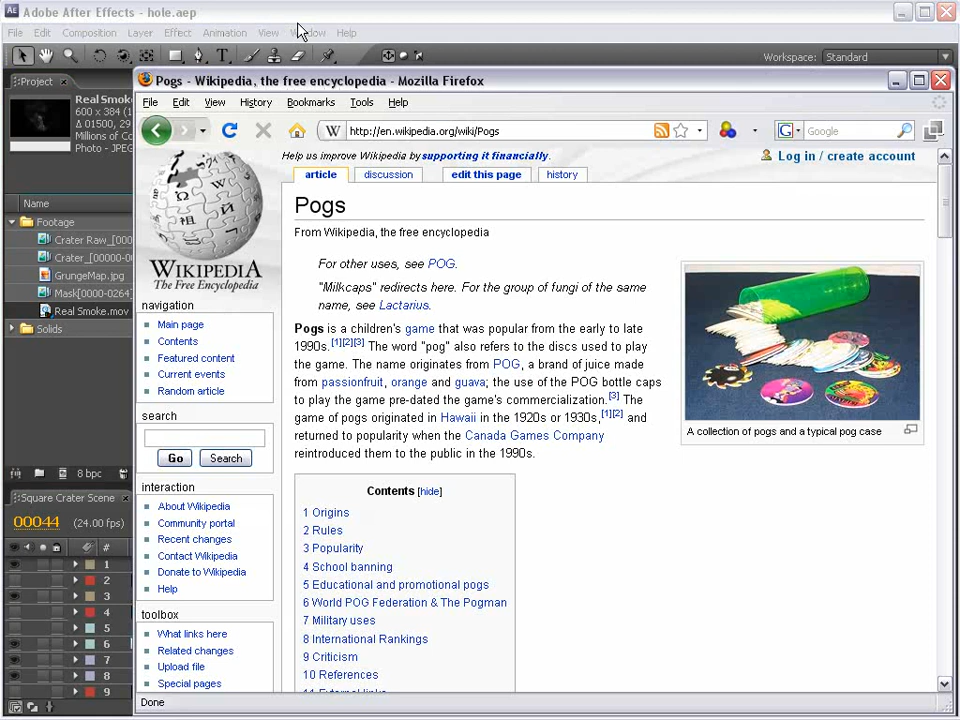 Adobe After Effects - hole.aep
File Edit Composition Layer Effect Animation View Window Help
Workspace: Standard
Project
Real Smoke
600 x 384 (1
Δ 01500, 29
Millions of Co
Photo - JPEG
Name
Footage
Crater Raw_[000
Crater_[00000-0
GrungeMap.jpg
Mask[0000-0264]
Real Smoke.mov
Solids
8 bpc
Square Crater Scene
00044 (24.00 fps)
#
1
2
3
4
5
6
7
8
9
Pogs - Wikipedia, the free encyclopedia - Mozilla Firefox
File Edit View History Bookmarks Tools Help
W http://en.wikipedia.org/wiki/Pogs
G Google
Help us improve Wikipedia by supporting it financially.
Log in / create account
article discussion edit this page history
WIKIPEDIA
The Free Encyclopedia
navigation
Main page
Contents
Featured content
Current events
Random article
search
Go Search
interaction
About Wikipedia
Community portal
Recent changes
Contact Wikipedia
Donate to Wikipedia
Help
toolbox
What links here
Related changes
Upload file
Special pages
Pogs
From Wikipedia, the free encyclopedia
For other uses, see POG.
"Milkcaps" redirects here. For the group of fungi of the same
name, see Lactarius.
Pogs is a children's game that was popular from the early to late
1990s.[1][2][3] The word "pog" also refers to the discs used to play
the game. The name originates from POG, a brand of juice made
from passionfruit, orange and guava; the use of the POG bottle caps
to play the game pre-dated the game's commercialization.[3] The
game of pogs originated in Hawaii in the 1920s or 1930s,[1][2] and
returned to popularity when the Canada Games Company
reintroduced them to the public in the 1990s.
A collection of pogs and a typical pog case
Contents [hide]
1 Origins
2 Rules
3 Popularity
4 School banning
5 Educational and promotional pogs
6 World POG Federation & The Pogman
7 Military uses
8 International Rankings
9 Criticism
10 References
11 External links
Done